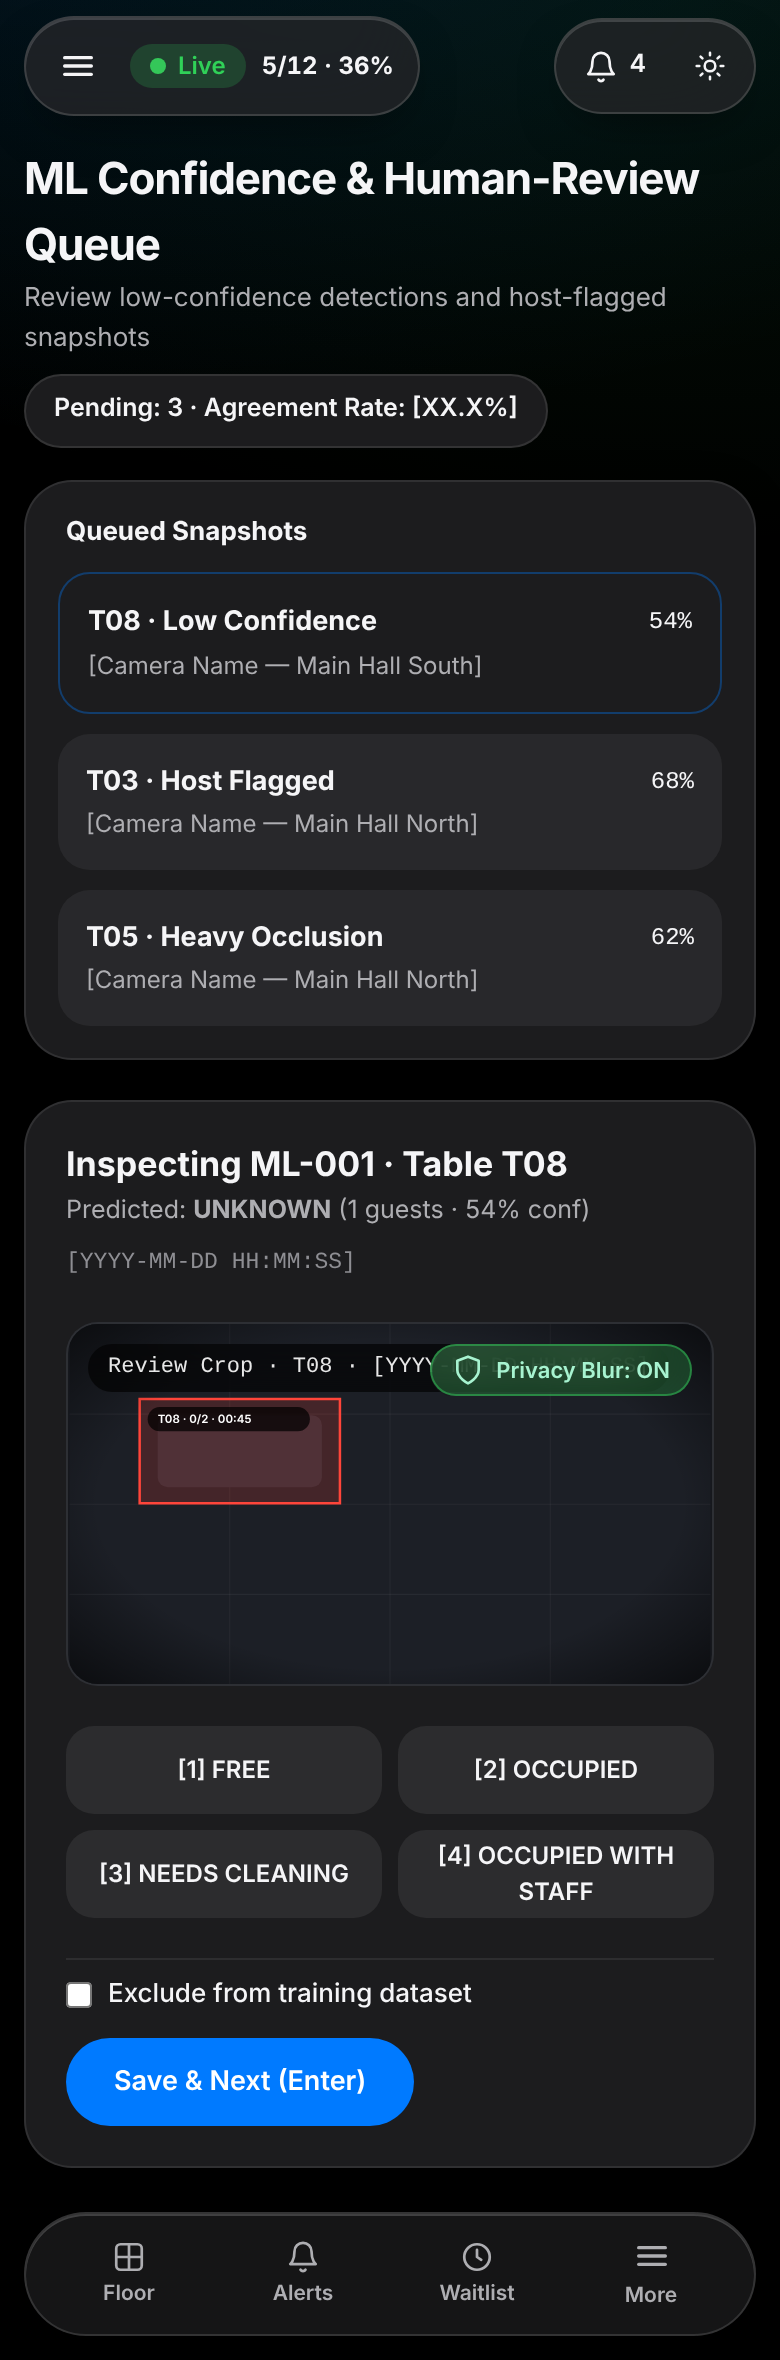 Live 5/12 · 36% 4
ML Confidence & Human-Review
Queue
Review low-confidence detections and host-flagged
snapshots
Pending: 3 · Agreement Rate: [XX.X%]
Queued Snapshots
T08 · Low Confidence 54%
[Camera Name — Main Hall South]
T03 · Host Flagged 68%
[Camera Name — Main Hall North]
T05 · Heavy Occlusion 62%
[Camera Name — Main Hall North]
Inspecting ML-001 · Table T08
Predicted: UNKNOWN (1 guests · 54% conf)
[YYYY-MM-DD HH:MM:SS]
Review Crop · T08 · [YYYY Privacy Blur: ON
T08 · 0/2 · 00:45
[1] FREE
[2] OCCUPIED
[3] NEEDS CLEANING
[4] OCCUPIED WITH
STAFF
Exclude from training dataset
Save & Next (Enter)
Floor Alerts Waitlist More